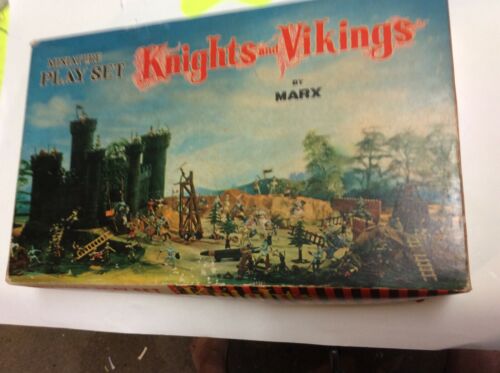 MINIATURE
PLAY SET
Knights and Vikings
BY
MARX